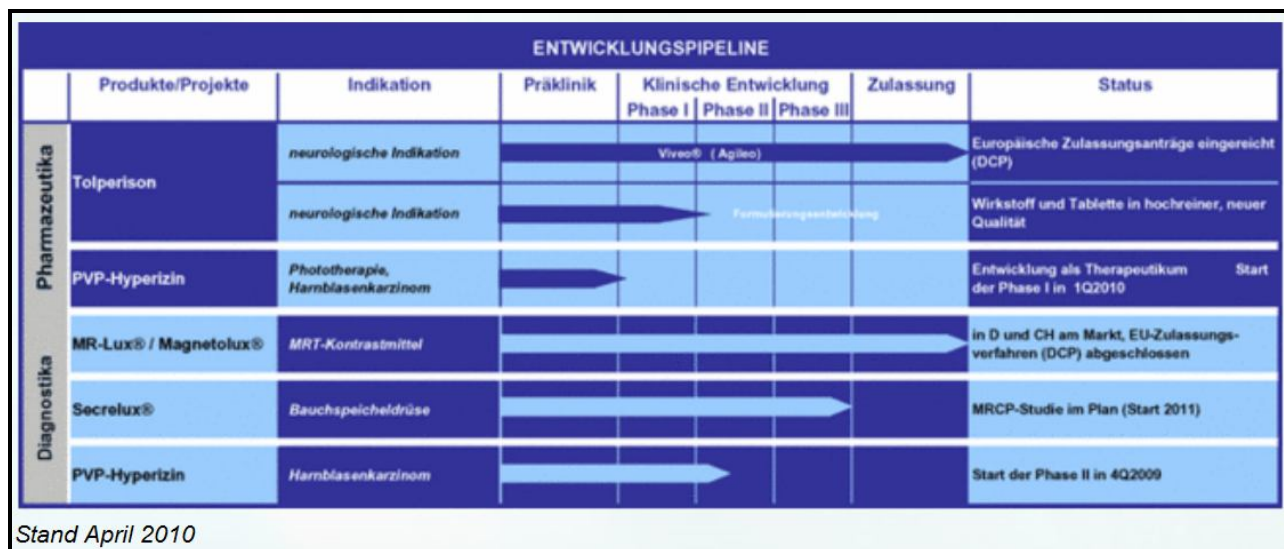 ENTWICKLUNGSPIPELINE
Produkte/Projekte Indikation Präklinik Klinische Entwicklung Zulassung Status
Phase I Phase II Phase III
Pharmazeutika
Tolperison
neurologische Indikation
Viveo® (Agileo)
Europäische Zulassungsanträge eingereicht
(DCP)
neurologische Indikation
Formulierungsentwicklung
Wirkstoff und Tablette in hochreiner, neuer
Qualität
PVP-Hyperizin
Phototherapie,
Harnblasenkarzinom
Entwicklung als Therapeutikum Start
der Phase I in 1Q2010
Diagnostika
MR-Lux® / Magnetolux®
MRT-Kontrastmittel
in D und CH am Markt, EU-Zulassungs-
verfahren (DCP) abgeschlossen
Secrelux®
Bauchspeicheldrüse
MRCP-Studie im Plan (Start 2011)
PVP-Hyperizin
Harnblasenkarzinom
Start der Phase II in 4Q2009
Stand April 2010